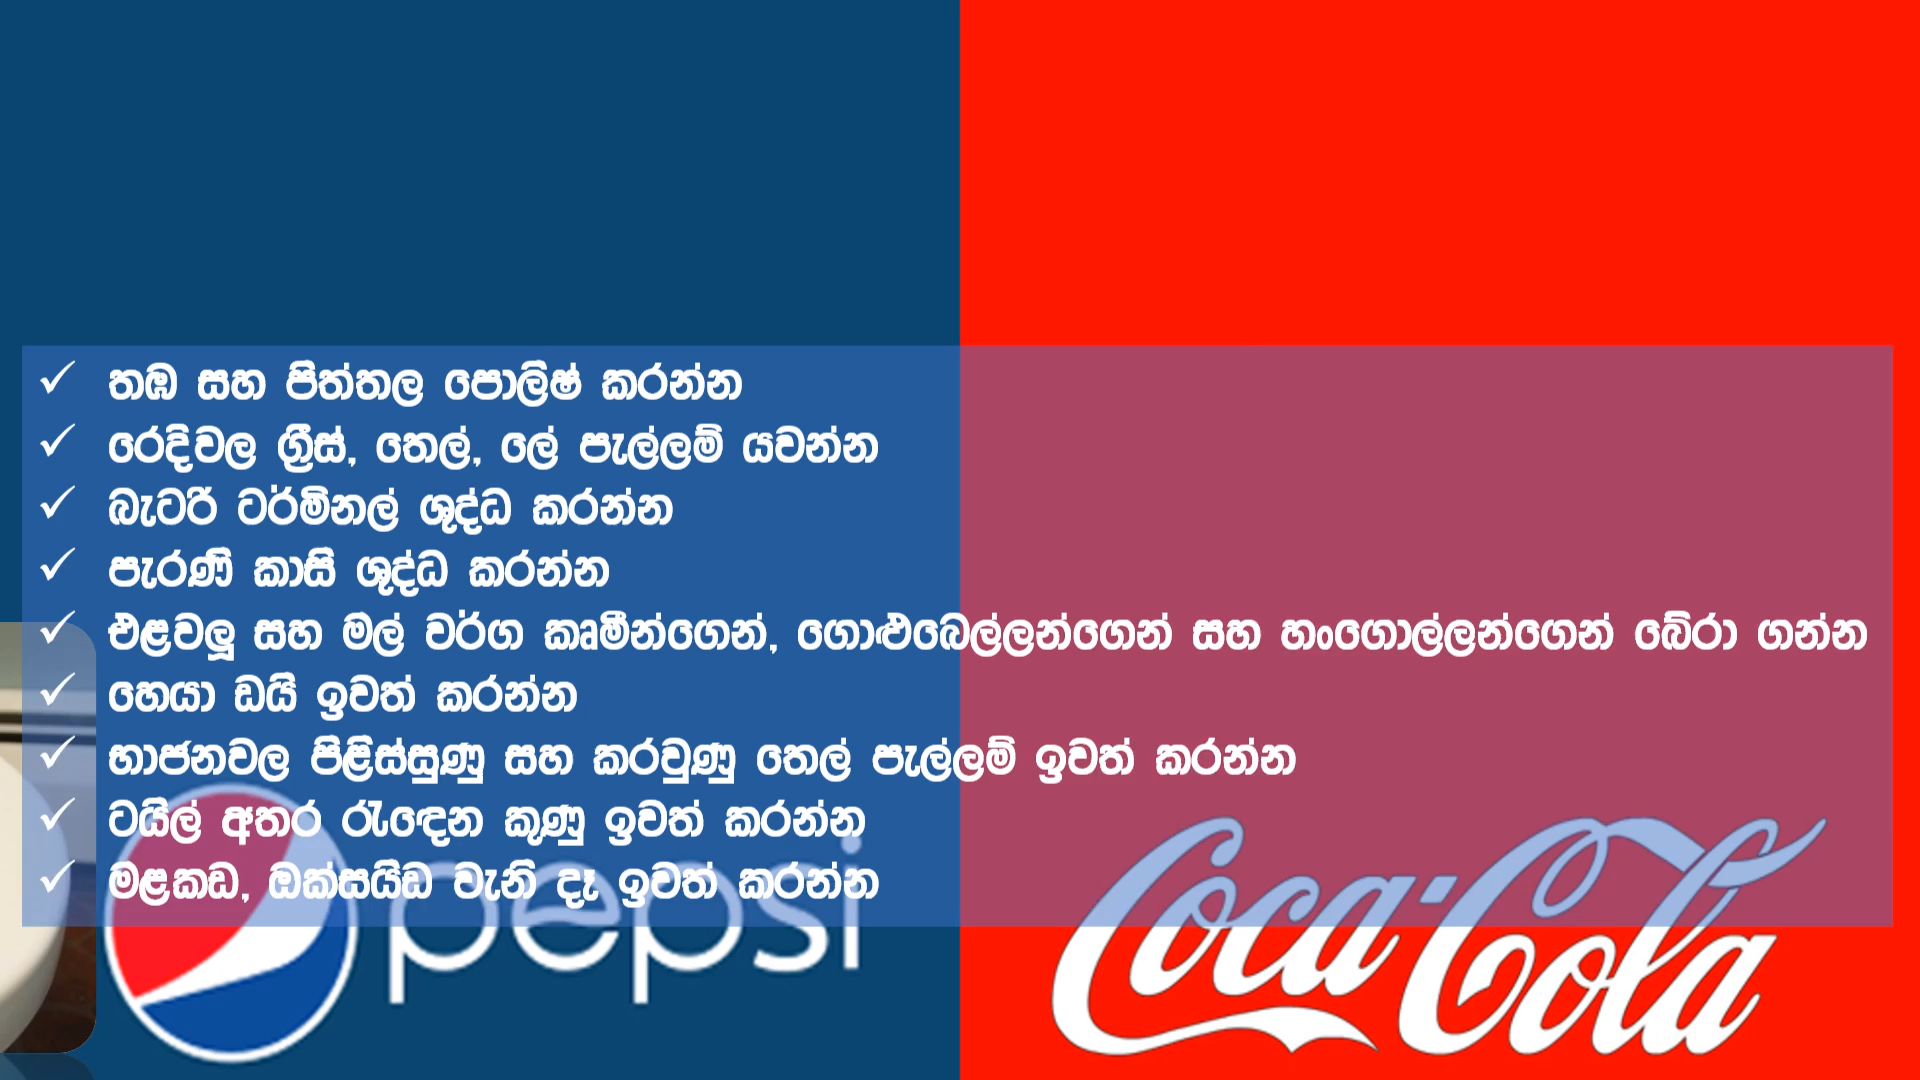 ✓ තඹ සහ පිත්තල පොලිෂ් කරන්න
✓ රෙදිවල ග්‍රීස්, තෙල්, ලේ පැල්ලම් යවන්න
✓ බැටරි ටර්මිනල් ශුද්ධ කරන්න
✓ පැරණි කාසි ශුද්ධ කරන්න
✓ එළවලූ සහ මල් වර්ග කෘමීන්ගෙන්, ගොළුබෙල්ලන්ගෙන් සහ හංගොල්ලන්ගෙන් බේරා ගන්න
✓ හෙයා ඩයි ඉවත් කරන්න
✓ භාජනවල පිළිස්සුණු සහ කරවුණු තෙල් පැල්ලම් ඉවත් කරන්න
✓ ටයිල් අතර රැඳෙන කුණු ඉවත් කරන්න
✓ මළකඩ, ඔක්සයිඩ වැනි දෑ ඉවත් කරන්න
pepsi
Coca-Cola